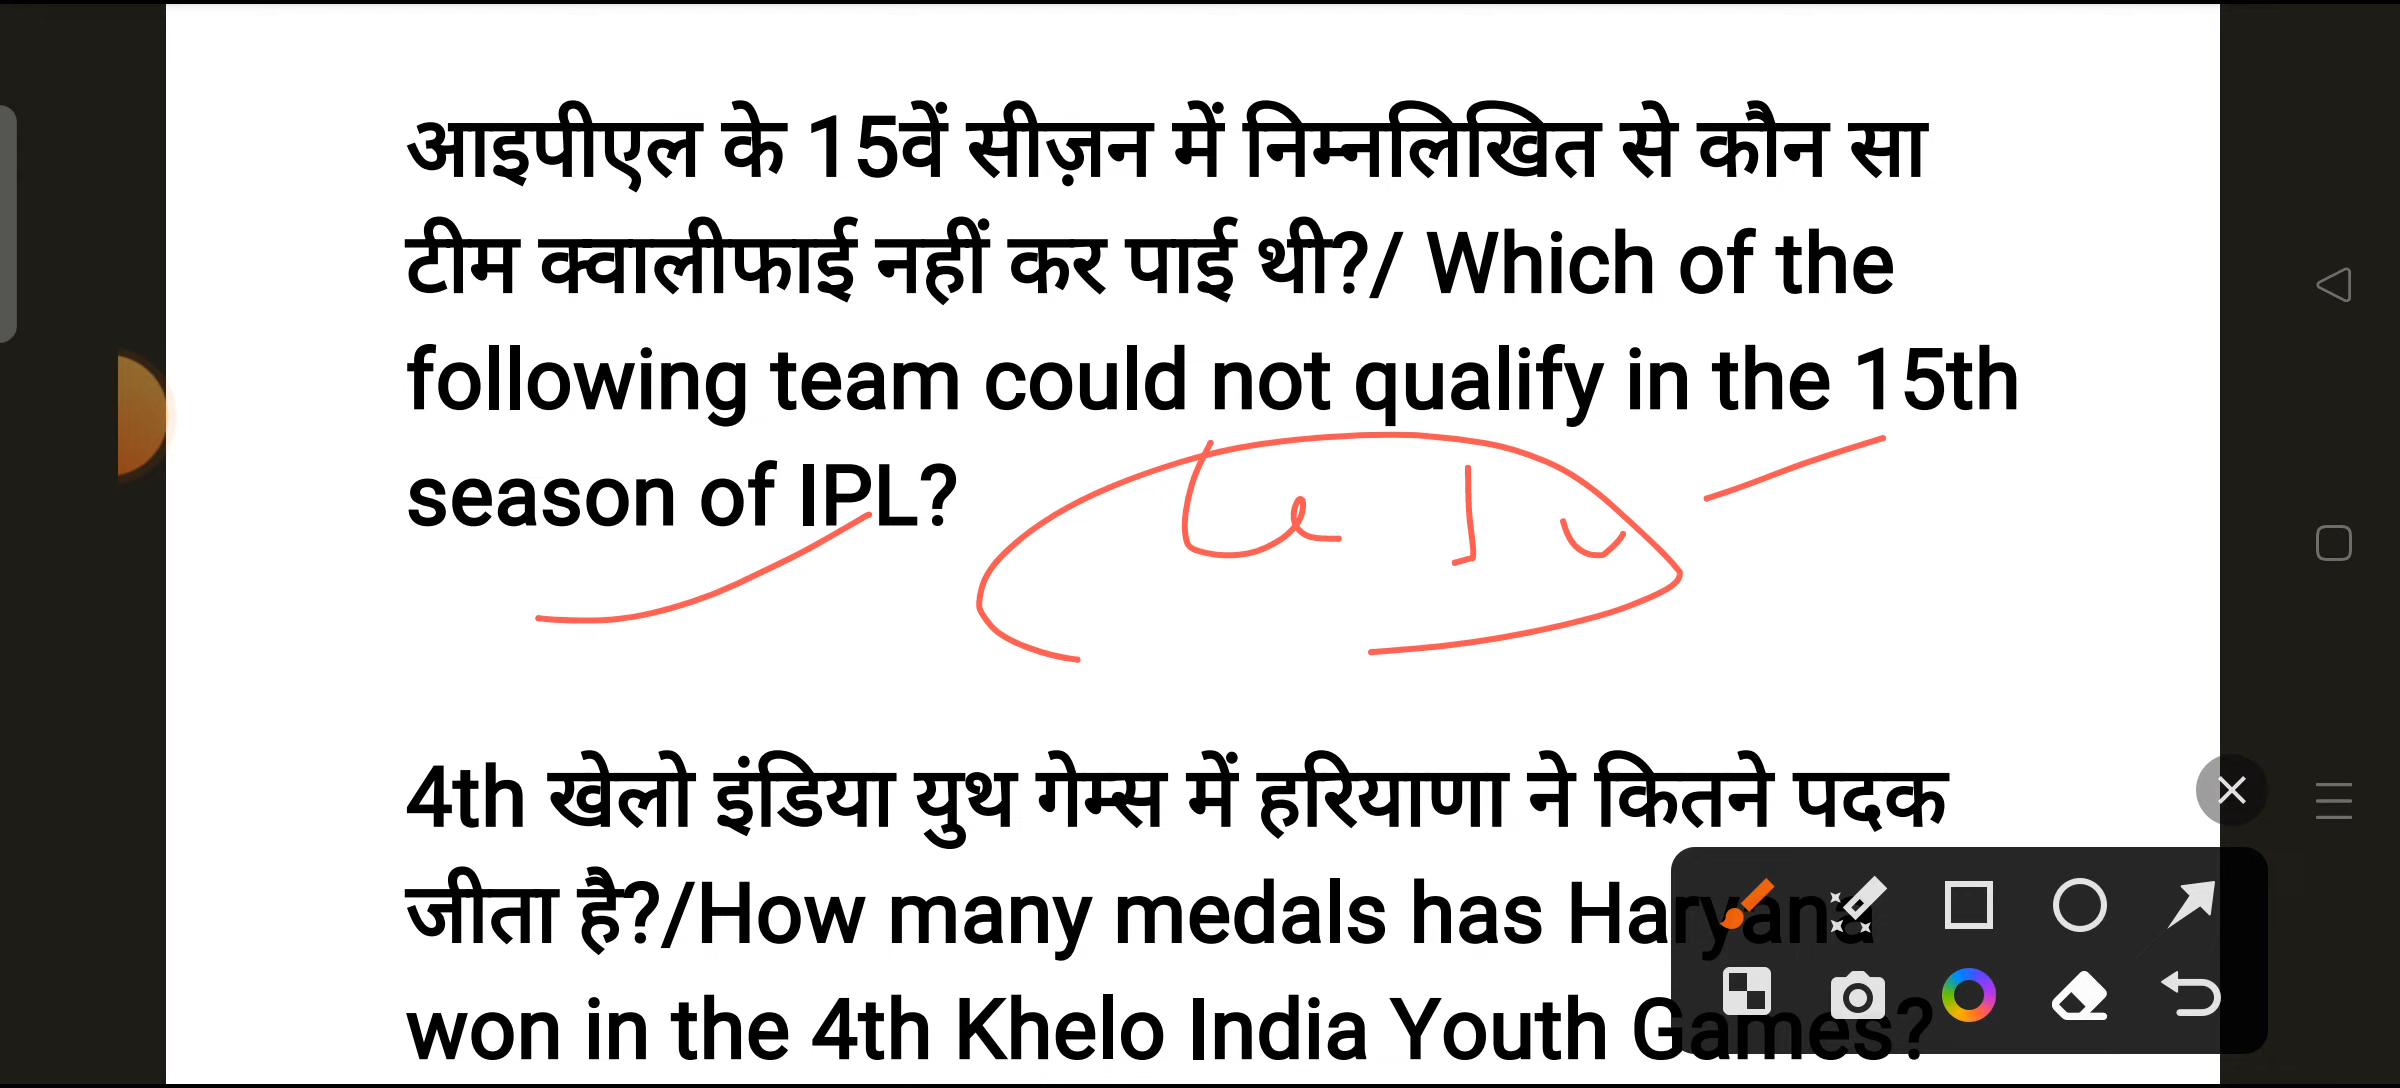 आइपीएल के 15वें सीज़न में निम्नलिखित से कौन सा
टीम क्वालीफाई नहीं कर पाई थी?/ Which of the
following team could not qualify in the 15th
season of IPL?
4th खेलो इंडिया युथ गेम्स में हरियाणा ने कितने पदक
जीता है?/How many medals has Haryana
won in the 4th Khelo India Youth Games?